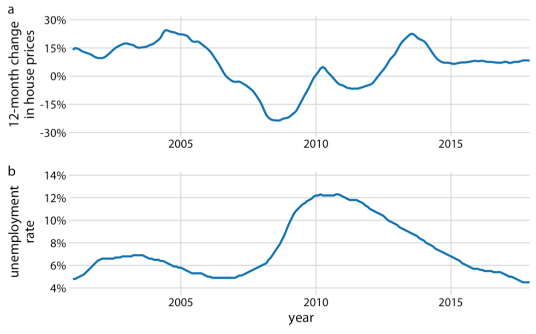 a
12-month change
in house prices
30%
15%
0%
-15%
-30%
2005 2010 2015
b
unemployment
rate
14%
12%
10%
8%
6%
4%
2005 2010 2015
year